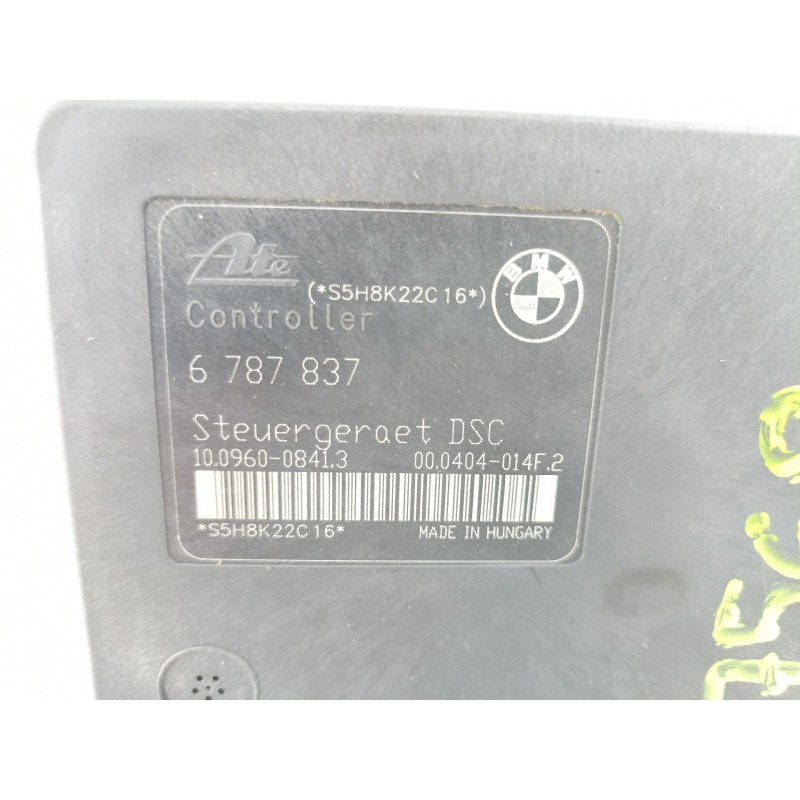 Ate
(*S5H8K22C16*)
BMW
Controller
6 787 837
Steuergeraet DSC
10.0960-0841.3 00.0404-014F.2
*S5H8K22C16* MADE IN HUNGARY